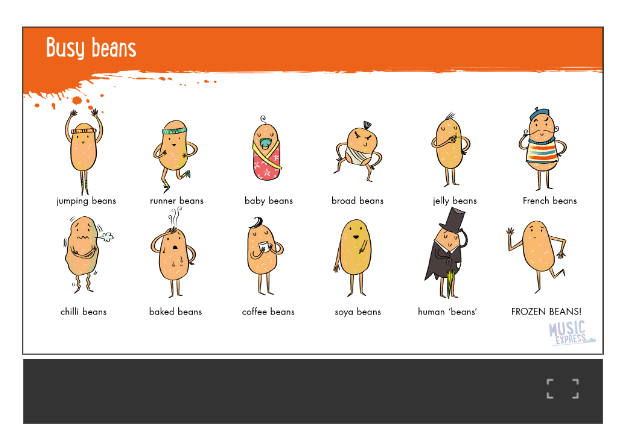 Busy beans
jumping beans runner beans baby beans broad beans jelly beans French beans
chilli beans baked beans coffee beans soya beans human 'beans' FROZEN BEANS!
MUSIC
EXPRESS